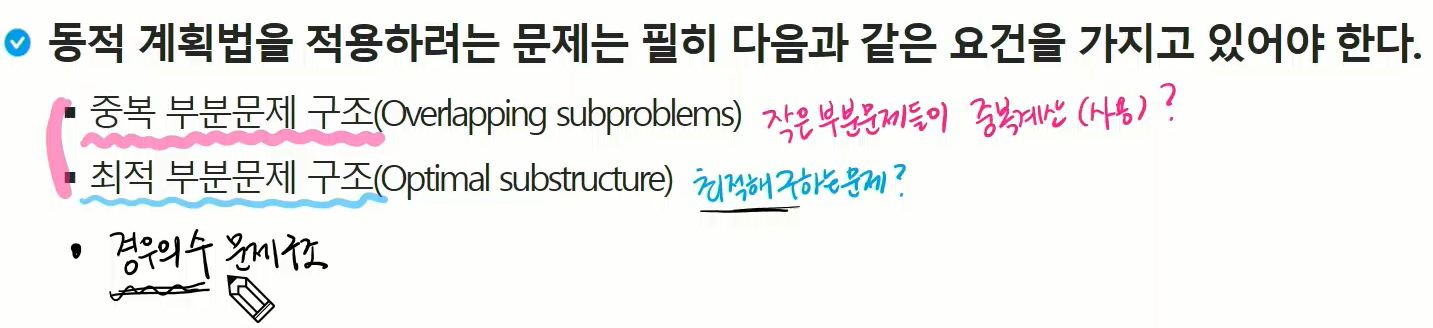 동적 계획법을 적용하려는 문제는 필히 다음과 같은 요건을 가지고 있어야 한다.
▪ 중복 부분문제 구조(Overlapping subproblems) 작은 부분문제들이 중복계산 (사용) ?
▪ 최적 부분문제 구조(Optimal substructure) 최적해 구하는 문제?
• 경우의 수 문제 구조